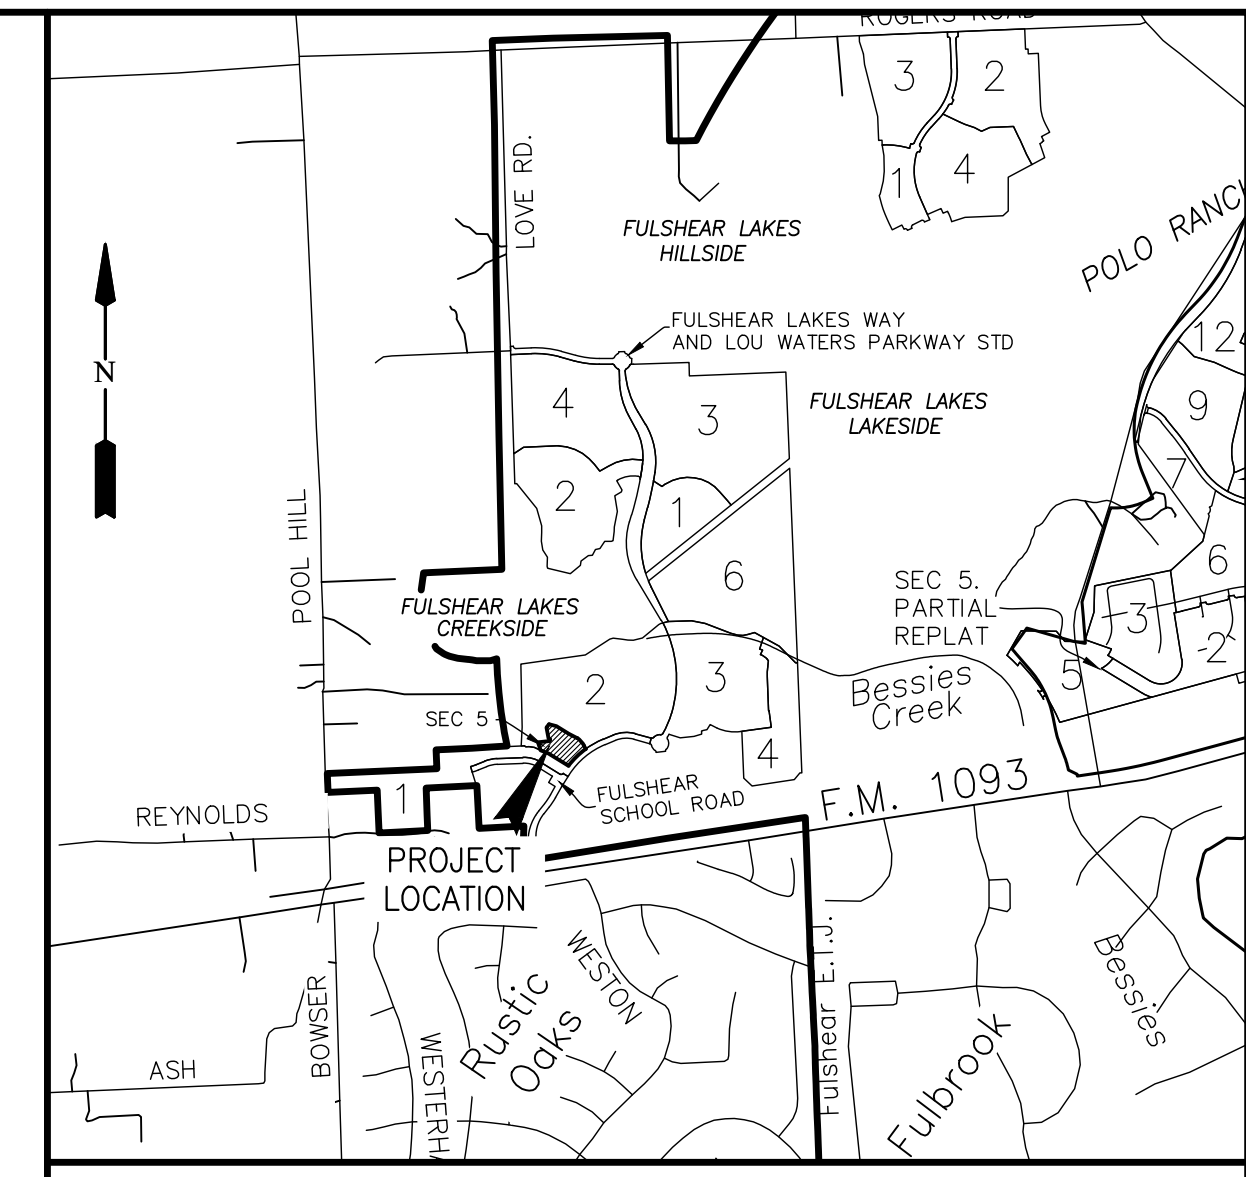 ROGERS ROAD
3
2
1
4
LOVE RD.
FULSHEAR LAKES
HILLSIDE
POLO RANCH
N
FULSHEAR LAKES WAY
AND LOU WATERS PARKWAY STD
12
4
3
FULSHEAR LAKES
LAKESIDE
9
7
2
1
POOL HILL
6
SEC 5.
PARTIAL
REPLAT
6
FULSHEAR LAKES
CREEKSIDE
3
2
2
3
5
Bessies
Creek
SEC 5
4
FULSHEAR
SCHOOL ROAD
F.M. 1093
1
REYNOLDS
PROJECT
LOCATION
WESTON
Rustic
Oaks
Fulshear E.T.J.
Bessies
BOWSER
ASH
WESTERHA
Fulbrook